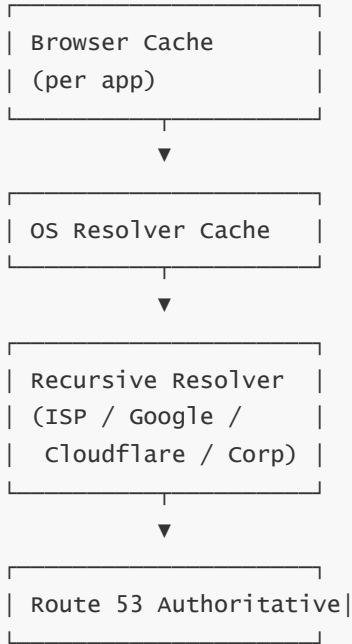 Browser Cache
(per app)
OS Resolver Cache
Recursive Resolver
(ISP / Google /
Cloudflare / Corp)
Route 53 Authoritative